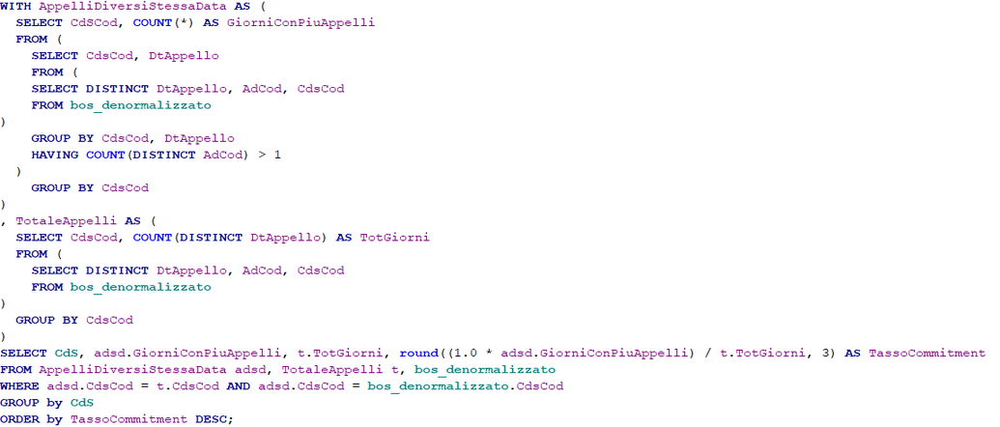 WITH AppelliDiversiStessaData AS (
SELECT CdSCod, COUNT(*) AS GiorniConPiuAppelli
FROM (
SELECT CdsCod, DtAppello
FROM (
SELECT DISTINCT DtAppello, AdCod, CdsCod
FROM bos_denormalizzato
)
GROUP BY CdsCod, DtAppello
HAVING COUNT(DISTINCT AdCod) > 1
)
GROUP BY CdsCod
)
, TotaleAppelli AS (
SELECT CdsCod, COUNT(DISTINCT DtAppello) AS TotGiorni
FROM (
SELECT DISTINCT DtAppello, AdCod, CdsCod
FROM bos_denormalizzato
)
GROUP BY CdsCod
)
SELECT CdS, adsd.GiorniConPiuAppelli, t.TotGiorni, round((1.0 * adsd.GiorniConPiuAppelli) / t.TotGiorni, 3) AS TassoCommitment
FROM AppelliDiversiStessaData adsd, TotaleAppelli t, bos_denormalizzato
WHERE adsd.CdsCod = t.CdsCod AND adsd.CdsCod = bos_denormalizzato.CdsCod
GROUP by CdS
ORDER by TassoCommitment DESC;